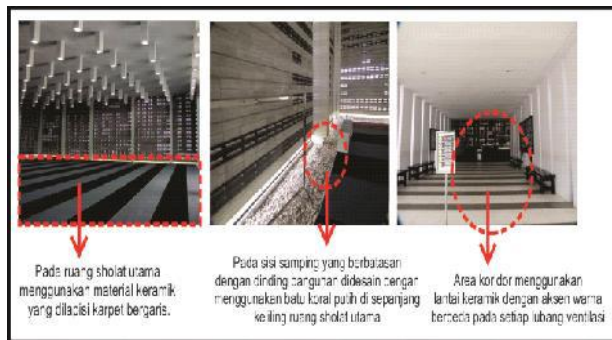 Pada ruang sholat utama
menggunakan material keramik
yang dilapisi karpet bergaris.
Pada sisi samping yang berbatasan
dengan dinding bangunan didesain dengan
menggunakan batu koral putih di sepanjang
keliling ruang sholat utama
Area koridor menggunakan
lantai keramik dengan aksen warna
berbeda pada setiap lubang ventilasi